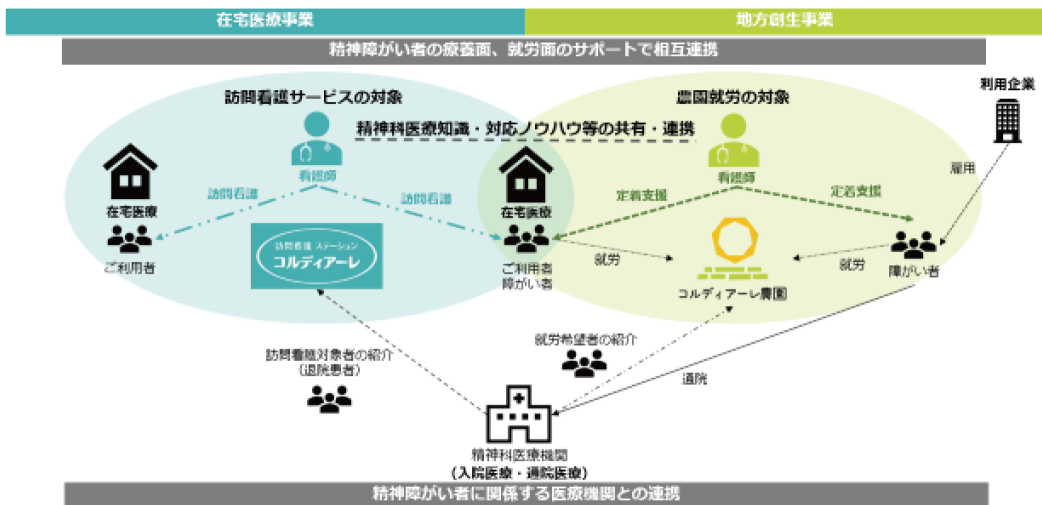 在宅医療事業
地方創生事業
精神障がい者の療養面、就労面のサポートで相互連携
訪問看護サービスの対象
農園就労の対象
利用企業
精神科医療知識・対応ノウハウ等の共有・連携
看護師
看護師
雇用
訪問看護
訪問看護
定着支援
定着支援
在宅医療
在宅医療
ご利用者
訪問看護 ステーション
コルディアーレ
ご利用者
障がい者
就労
就労
障がい者
コルディアーレ農園
訪問看護対象者の紹介
(退院患者)
就労希望者の紹介
通院
精神科医療機関
(入院医療・通院医療)
精神障がい者に関係する医療機関との連携